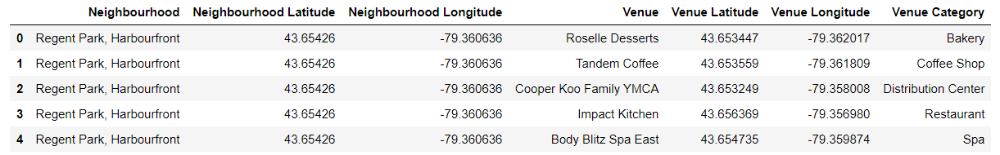 Neighbourhood Neighbourhood Latitude Neighbourhood Longitude Venue Venue Latitude Venue Longitude Venue Category
0 Regent Park, Harbourfront 43.65426 -79.360636 Roselle Desserts 43.653447 -79.362017 Bakery
1 Regent Park, Harbourfront 43.65426 -79.360636 Tandem Coffee 43.653559 -79.361809 Coffee Shop
2 Regent Park, Harbourfront 43.65426 -79.360636 Cooper Koo Family YMCA 43.653249 -79.358008 Distribution Center
3 Regent Park, Harbourfront 43.65426 -79.360636 Impact Kitchen 43.656369 -79.356980 Restaurant
4 Regent Park, Harbourfront 43.65426 -79.360636 Body Blitz Spa East 43.654735 -79.359874 Spa